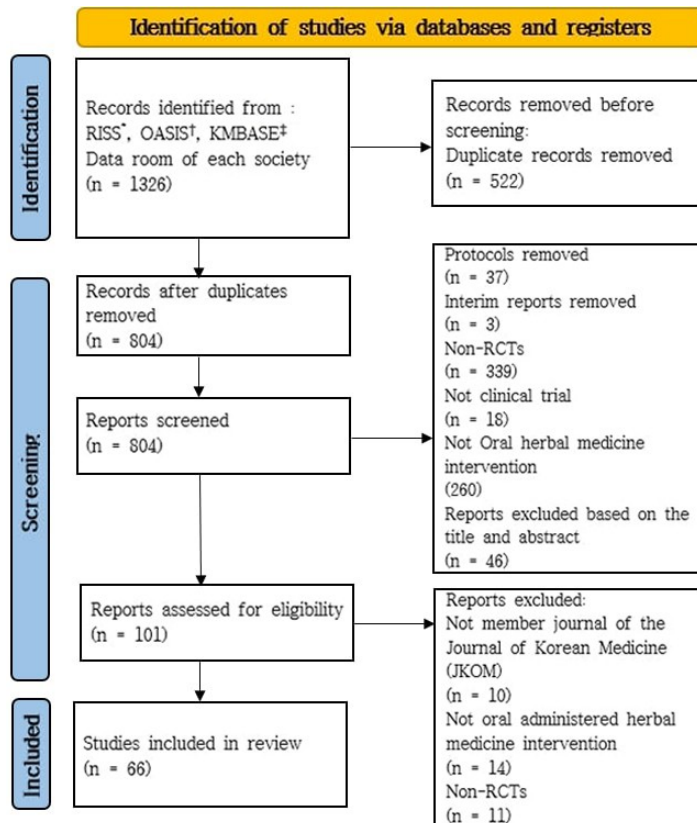 Identification of studies via databases and registers
Identification
Records identified from :
RISS*, OASIS†, KMBASE‡
Data room of each society
(n = 1326)
Records removed before
screening:
Duplicate records removed
(n = 522)
Screening
Records after duplicates
removed
(n = 804)
Reports screened
(n = 804)
Protocols removed
(n = 37)
Interim reports removed
(n = 3)
Non-RCTs
(n = 339)
Not clinical trial
(n = 18)
Not Oral herbal medicine
intervention
(260)
Reports excluded based on the
title and abstract
(n = 46)
Reports assessed for eligibility
(n = 101)
Reports excluded:
Not member journal of the
Journal of Korean Medicine
(JKOM)
(n = 10)
Not oral administered herbal
medicine intervention
(n = 14)
Non-RCTs
(n = 11)
Included
Studies included in review
(n = 66)